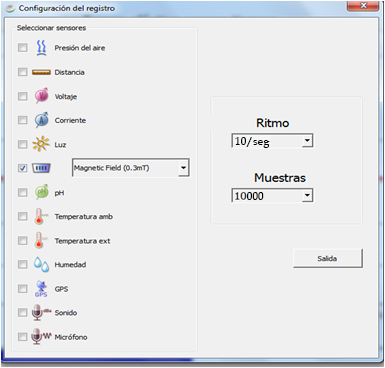 Configuración del registro
Seleccionar sensores
Presión del aire
Distancia
Voltaje
Corriente
Luz
Magnetic Field (0.3mT)
pH
Temperatura amb
Temperatura ext
Humedad
GPS
GPS
Sonido
Micrófono
Ritmo
10/seg
Muestras
10000
Salida